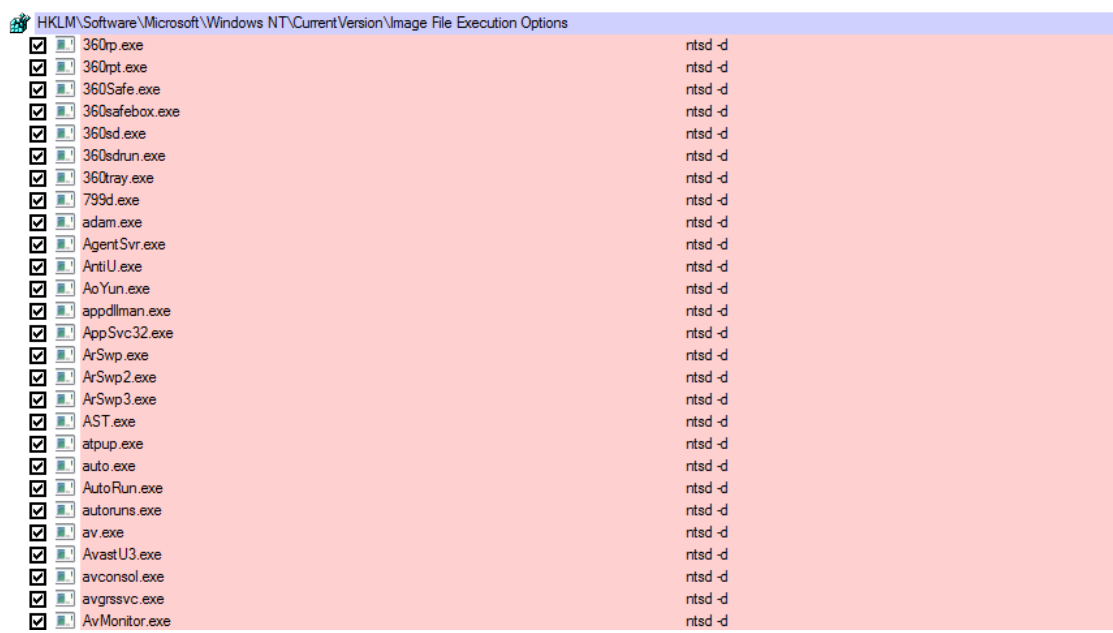 HKLM\Software\Microsoft\Windows NT\CurrentVersion\Image File Execution Options
360rp.exe ntsd -d
360rpt.exe ntsd -d
360Safe.exe ntsd -d
360safebox.exe ntsd -d
360sd.exe ntsd -d
360sdrun.exe ntsd -d
360tray.exe ntsd -d
799d.exe ntsd -d
adam.exe ntsd -d
AgentSvr.exe ntsd -d
AntiU.exe ntsd -d
AoYun.exe ntsd -d
appdllman.exe ntsd -d
AppSvc32.exe ntsd -d
ArSwp.exe ntsd -d
ArSwp2.exe ntsd -d
ArSwp3.exe ntsd -d
AST.exe ntsd -d
atpup.exe ntsd -d
auto.exe ntsd -d
AutoRun.exe ntsd -d
autoruns.exe ntsd -d
av.exe ntsd -d
AvastU3.exe ntsd -d
avconsol.exe ntsd -d
avgrssvc.exe ntsd -d
AvMonitor.exe ntsd -d